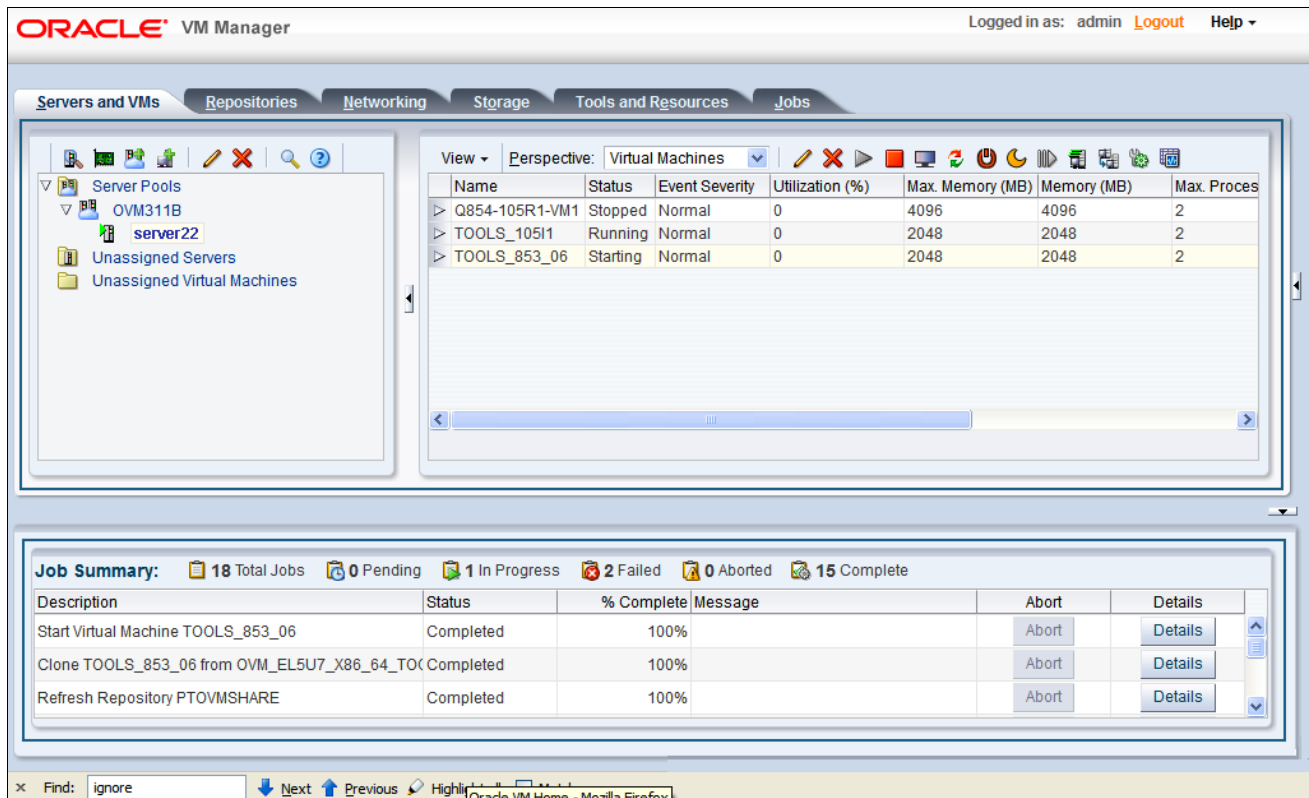 ORACLE VM Manager
Logged in as: admin Logout Help
Servers and VMs Repositories Networking Storage Tools and Resources Jobs
View Perspective: Virtual Machines
Server Pools
OVM311B
server22
Unassigned Servers
Unassigned Virtual Machines
Name Status Event Severity Utilization (%) Max. Memory (MB) Memory (MB) Max. Proces
Q854-105R1-VM1 Stopped Normal 0 4096 4096 2
TOOLS_105I1 Running Normal 0 2048 2048 2
TOOLS_853_06 Starting Normal 0 2048 2048 2
Job Summary: 18 Total Jobs 0 Pending 1 In Progress 2 Failed 0 Aborted 15 Complete
Description Status % Complete Message Abort Details
Start Virtual Machine TOOLS_853_06 Completed 100% Abort Details
Clone TOOLS_853_06 from OVM_EL5U7_X86_64_TOO Completed 100% Abort Details
Refresh Repository PTOVMSHARE Completed 100% Abort Details
Find: ignore Next Previous
Oracle VM Home - Mozilla Firefox